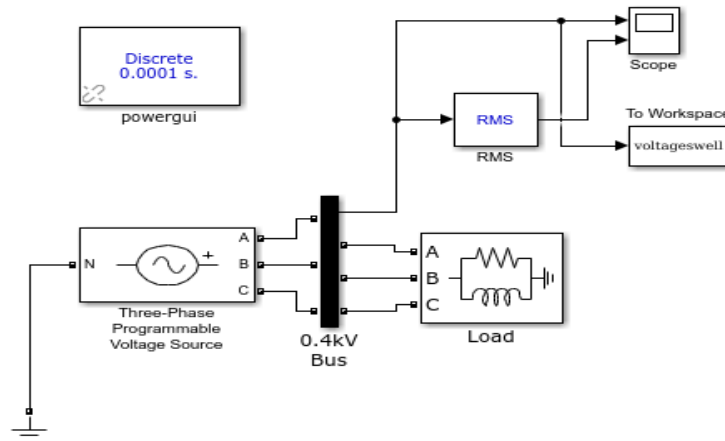 Discrete
0.0001 s.
powergui
Scope
RMS
RMS
To Workspace
voltageswell
N
+
A
B
C
Three-Phase
Programmable
Voltage Source
0.4kV
Bus
A
B
C
Load